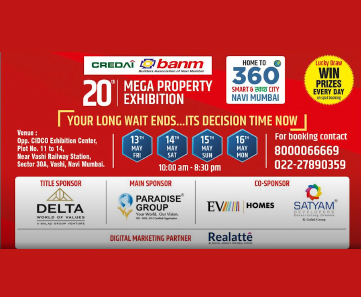 CREDAI banm
Builders Association of Navi Mumbai
HOME TO
360°
SMART & स्वच्छ CITY
NAVI MUMBAI
Lucky Draw
WIN
PRIZES
EVERY DAY
on spot booking
20th MEGA PROPERTY
EXHIBITION
YOUR LONG WAIT ENDS...ITS DECISION TIME NOW
Venue :
Opp. CIDCO Exhibition Center,
Plot No. 11 to 14,
Near Vashi Railway Station,
Sector 30A, Vashi, Navi Mumbai.
13TH MAY FRI
14TH MAY SAT
15TH MAY SUN
16TH MAY MON
10:00 am - 8:30 pm
For booking contact
8000066669
022-27890359
TITLE SPONSOR
DELTA
WORLD OF VALUES
MAIN SPONSOR
PARADISE
GROUP
Your World. Our Vision.
CO-SPONSOR
EV HOMES
SATYAM
DEVELOPERS
DIGITAL MARKETING PARTNER
Realatte